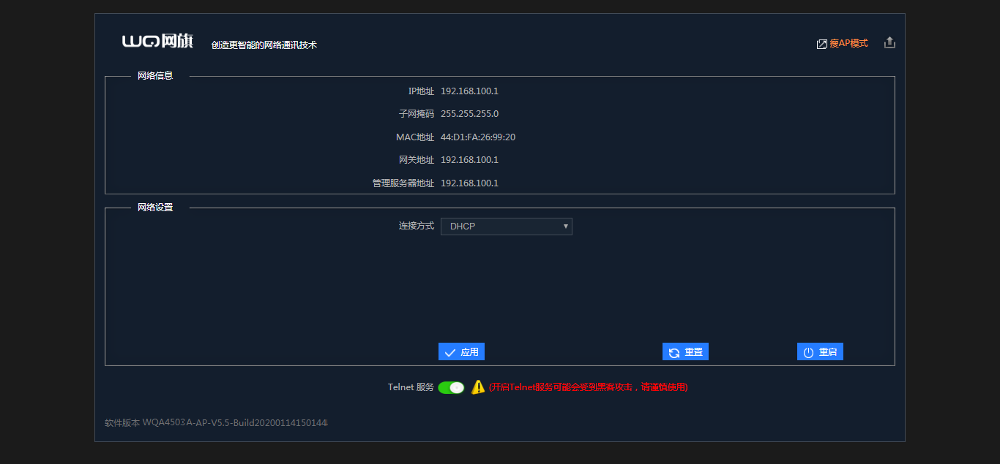 WQ网旗 创造更智能的网络通讯技术 瘦AP模式
网络信息
IP地址 192.168.100.1
子网掩码 255.255.255.0
MAC地址 44:D1:FA:26:99:20
网关地址 192.168.100.1
管理服务器地址 192.168.100.1
网络设置
连接方式 DHCP
应用 重置 重启
Telnet 服务 (开启Telnet服务可能会受到黑客攻击，请谨慎使用)
软件版本 WQA4503A-AP-V5.5-Build20200114150144